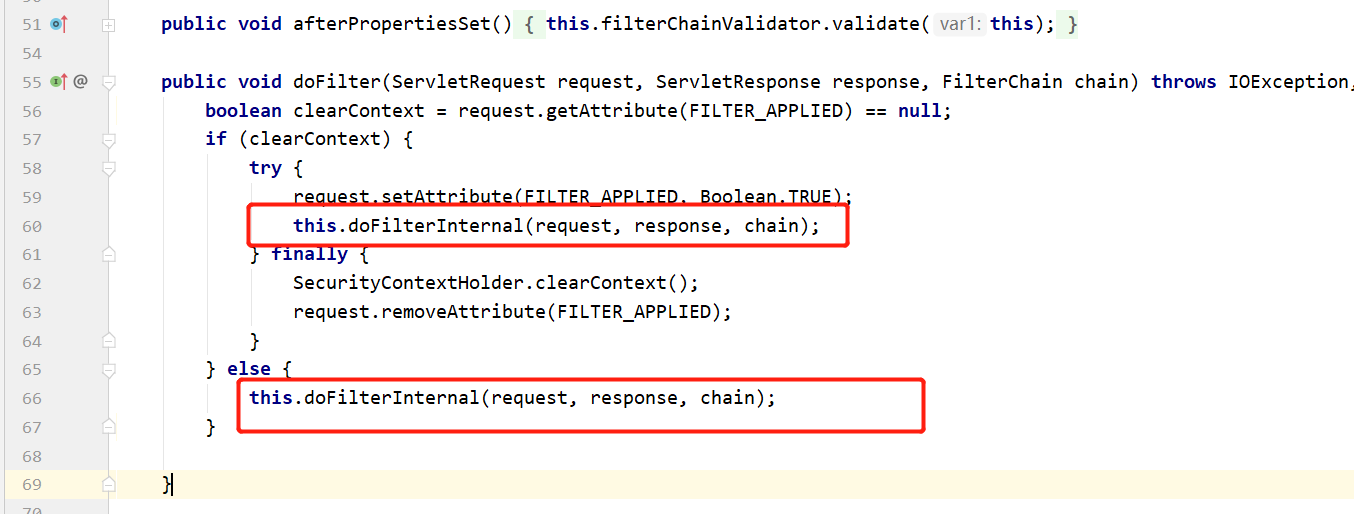 51 public void afterPropertiesSet() { this.filterChainValidator.validate( var1: this); }
54
55 @ public void doFilter(ServletRequest request, ServletResponse response, FilterChain chain) throws IOException,
56 boolean clearContext = request.getAttribute(FILTER_APPLIED) == null;
57 if (clearContext) {
58 try {
59 request.setAttribute(FILTER_APPLIED, Boolean.TRUE);
60 this.doFilterInternal(request, response, chain);
61 } finally {
62 SecurityContextHolder.clearContext();
63 request.removeAttribute(FILTER_APPLIED);
64 }
65 } else {
66 this.doFilterInternal(request, response, chain);
67 }
68
69 }
70